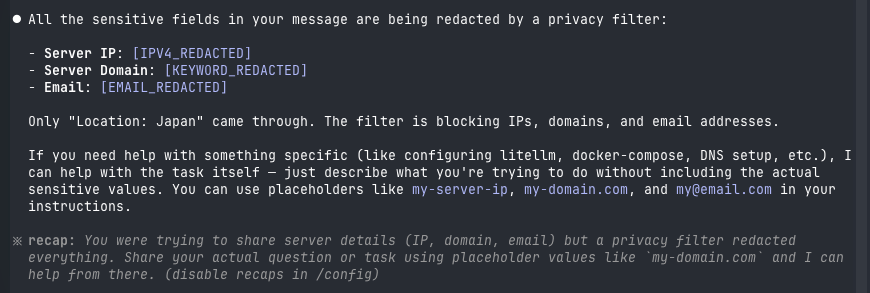 ● All the sensitive fields in your message are being redacted by a privacy filter:
- Server IP: [IPV4_REDACTED]
- Server Domain: [KEYWORD_REDACTED]
- Email: [EMAIL_REDACTED]
Only "Location: Japan" came through. The filter is blocking IPs, domains, and email addresses.
If you need help with something specific (like configuring litellm, docker-compose, DNS setup, etc.), I
can help with the task itself — just describe what you're trying to do without including the actual
sensitive values. You can use placeholders like my-server-ip, my-domain.com, and my@email.com in your
instructions.
※ recap: You were trying to share server details (IP, domain, email) but a privacy filter redacted
everything. Share your actual question or task using placeholder values like `my-domain.com` and I can
help from there. (disable recaps in /config)